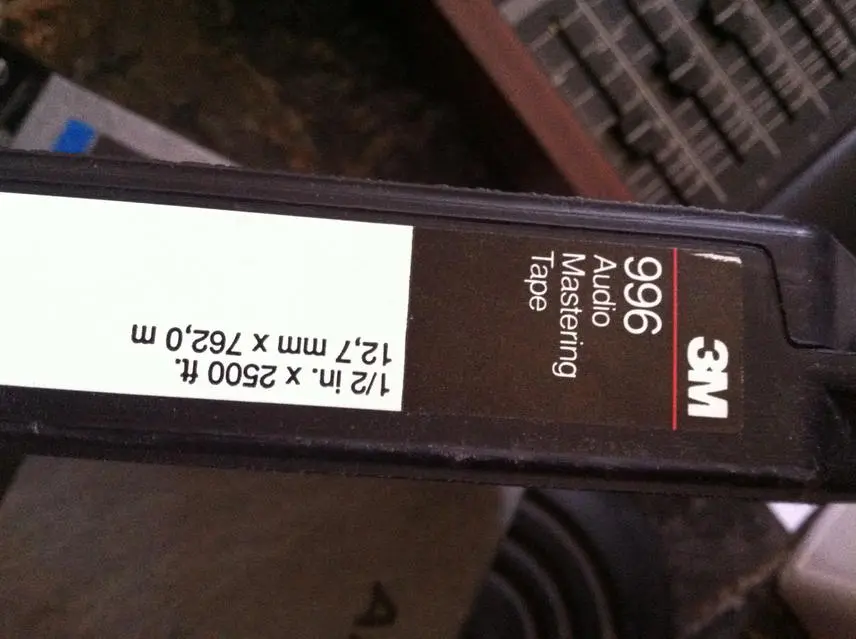 3M
996
Audio
Mastering
Tape
1/2 in. x 2500 ft.
12,7 mm x 762,0 m